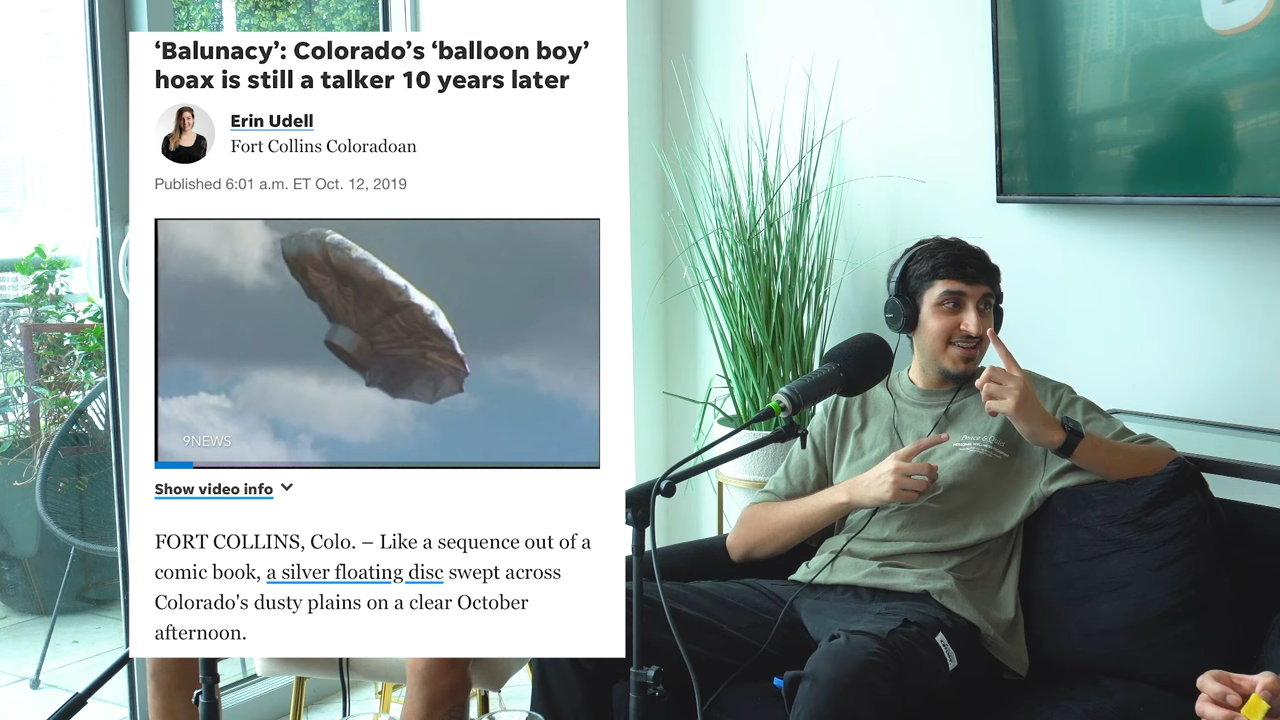 ‘Balunacy’: Colorado’s ‘balloon boy’
hoax is still a talker 10 years later
Erin Udell
Fort Collins Coloradoan
Published 6:01 a.m. ET Oct. 12, 2019
9NEWS
Show video info
FORT COLLINS, Colo. – Like a sequence out of a
comic book, a silver floating disc swept across
Colorado's dusty plains on a clear October
afternoon.
Peace & Quiet